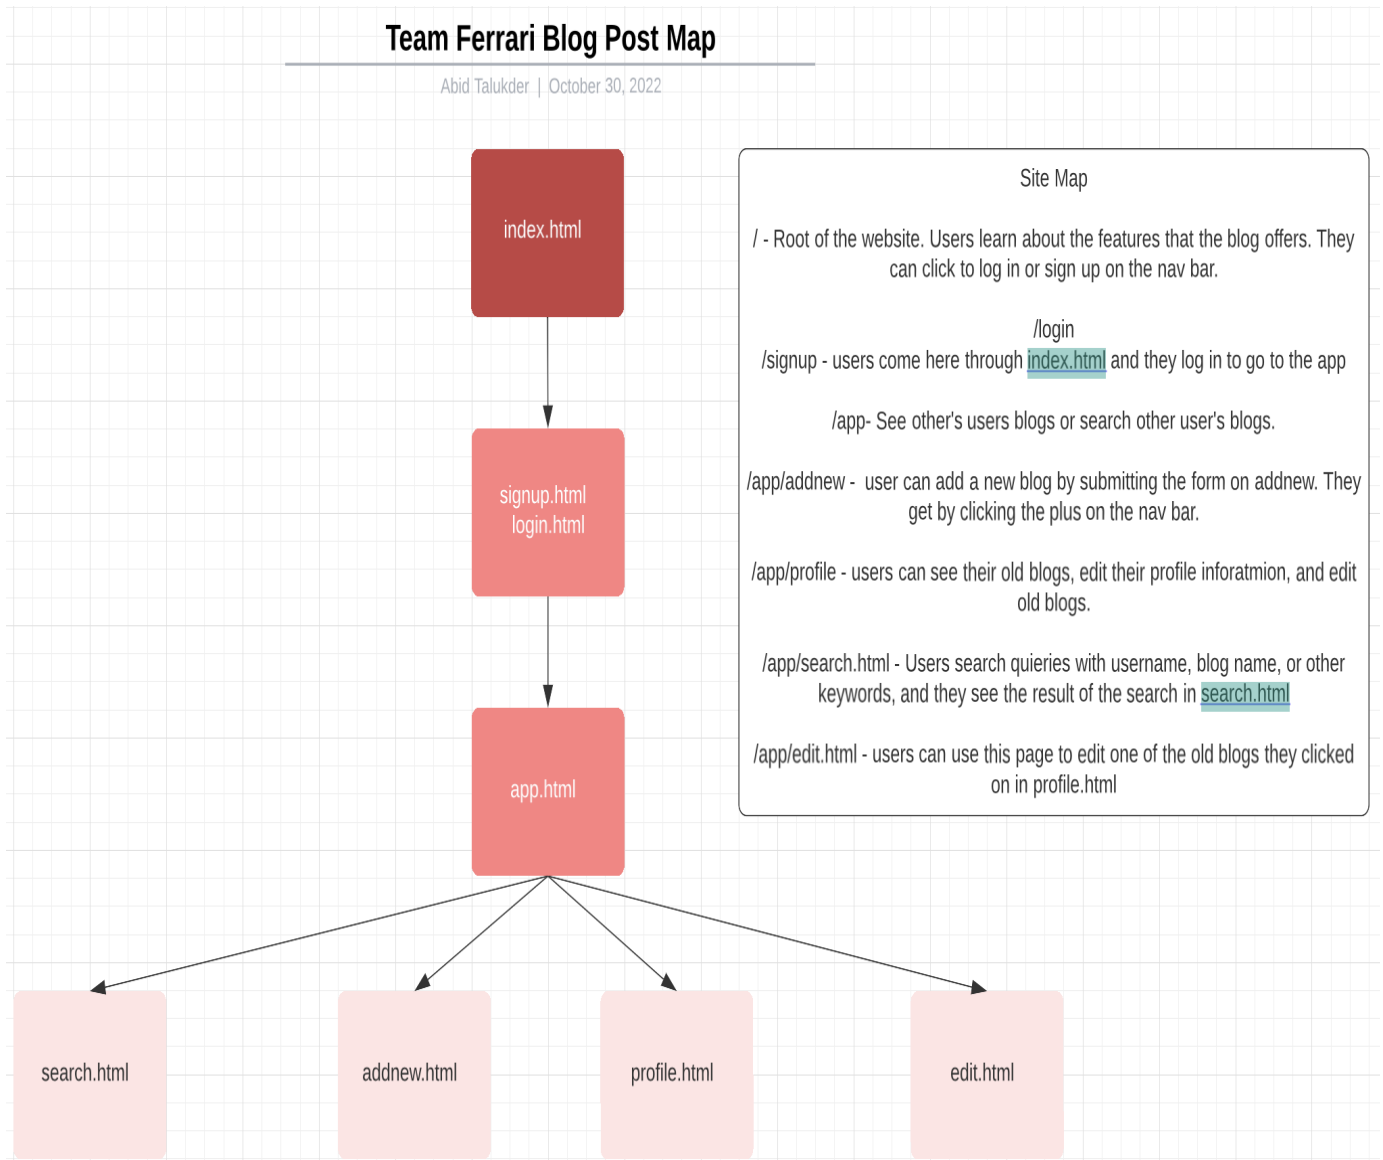 Team Ferrari Blog Post Map
Abid Talukder | October 30, 2022
index.html
signup.html
login.html
app.html
search.html
addnew.html
profile.html
edit.html
Site Map
/ - Root of the website. Users learn about the features that the blog offers. They
can click to log in or sign up on the nav bar.
/login
/signup - users come here through index.html and they log in to go to the app
/app- See other's users blogs or search other user's blogs.
/app/addnew -  user can add a new blog by submitting the form on addnew. They
get by clicking the plus on the nav bar.
/app/profile - users can see their old blogs, edit their profile inforatmion, and edit
old blogs.
/app/search.html - Users search quieries with username, blog name, or other
keywords, and they see the result of the search in search.html
/app/edit.html - users can use this page to edit one of the old blogs they clicked
on in profile.html